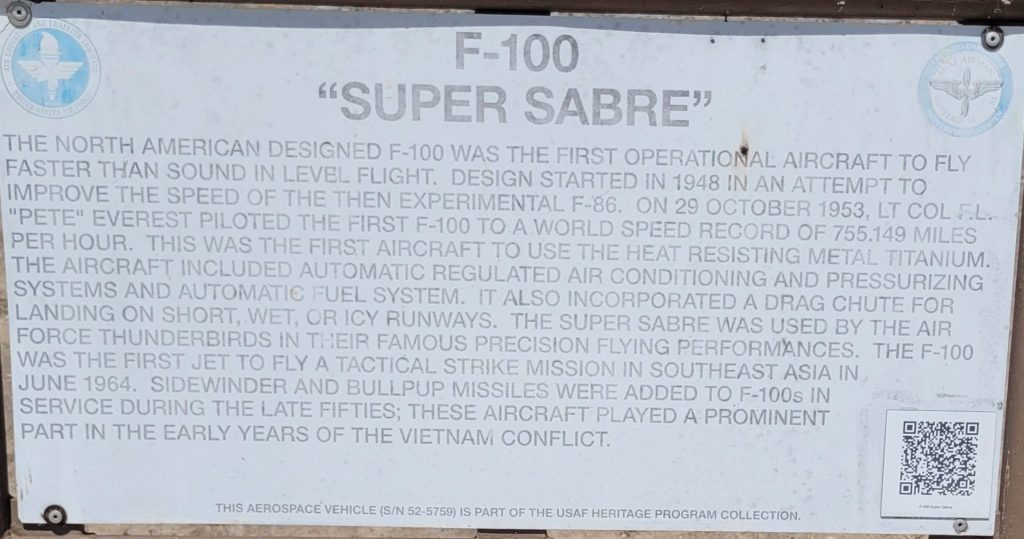 F-100
“SUPER SABRE”
THE NORTH AMERICAN DESIGNED F-100 WAS THE FIRST OPERATIONAL AIRCRAFT TO FLY
FASTER THAN SOUND IN LEVEL FLIGHT. DESIGN STARTED IN 1948 IN AN ATTEMPT TO
IMPROVE THE SPEED OF THE THEN EXPERIMENTAL F-86. ON 29 OCTOBER 1953, LT COL F.L.
"PETE" EVEREST PILOTED THE FIRST F-100 TO A WORLD SPEED RECORD OF 755.149 MILES
PER HOUR. THIS WAS THE FIRST AIRCRAFT TO USE THE HEAT RESISTING METAL TITANIUM.
THE AIRCRAFT INCLUDED AUTOMATIC REGULATED AIR CONDITIONING AND PRESSURIZING
SYSTEMS AND AUTOMATIC FUEL SYSTEM. IT ALSO INCORPORATED A DRAG CHUTE FOR
LANDING ON SHORT, WET, OR ICY RUNWAYS. THE SUPER SABRE WAS USED BY THE AIR
FORCE THUNDERBIRDS IN THEIR FAMOUS PRECISION FLYING PERFORMANCES. THE F-100
WAS THE FIRST JET TO FLY A TACTICAL STRIKE MISSION IN SOUTHEAST ASIA IN
JUNE 1964. SIDEWINDER AND BULLPUP MISSILES WERE ADDED TO F-100s IN
SERVICE DURING THE LATE FIFTIES; THESE AIRCRAFT PLAYED A PROMINENT
PART IN THE EARLY YEARS OF THE VIETNAM CONFLICT.
F-100 Super Sabre
THIS AEROSPACE VEHICLE (S/N 52-5759) IS PART OF THE USAF HERITAGE PROGRAM COLLECTION.